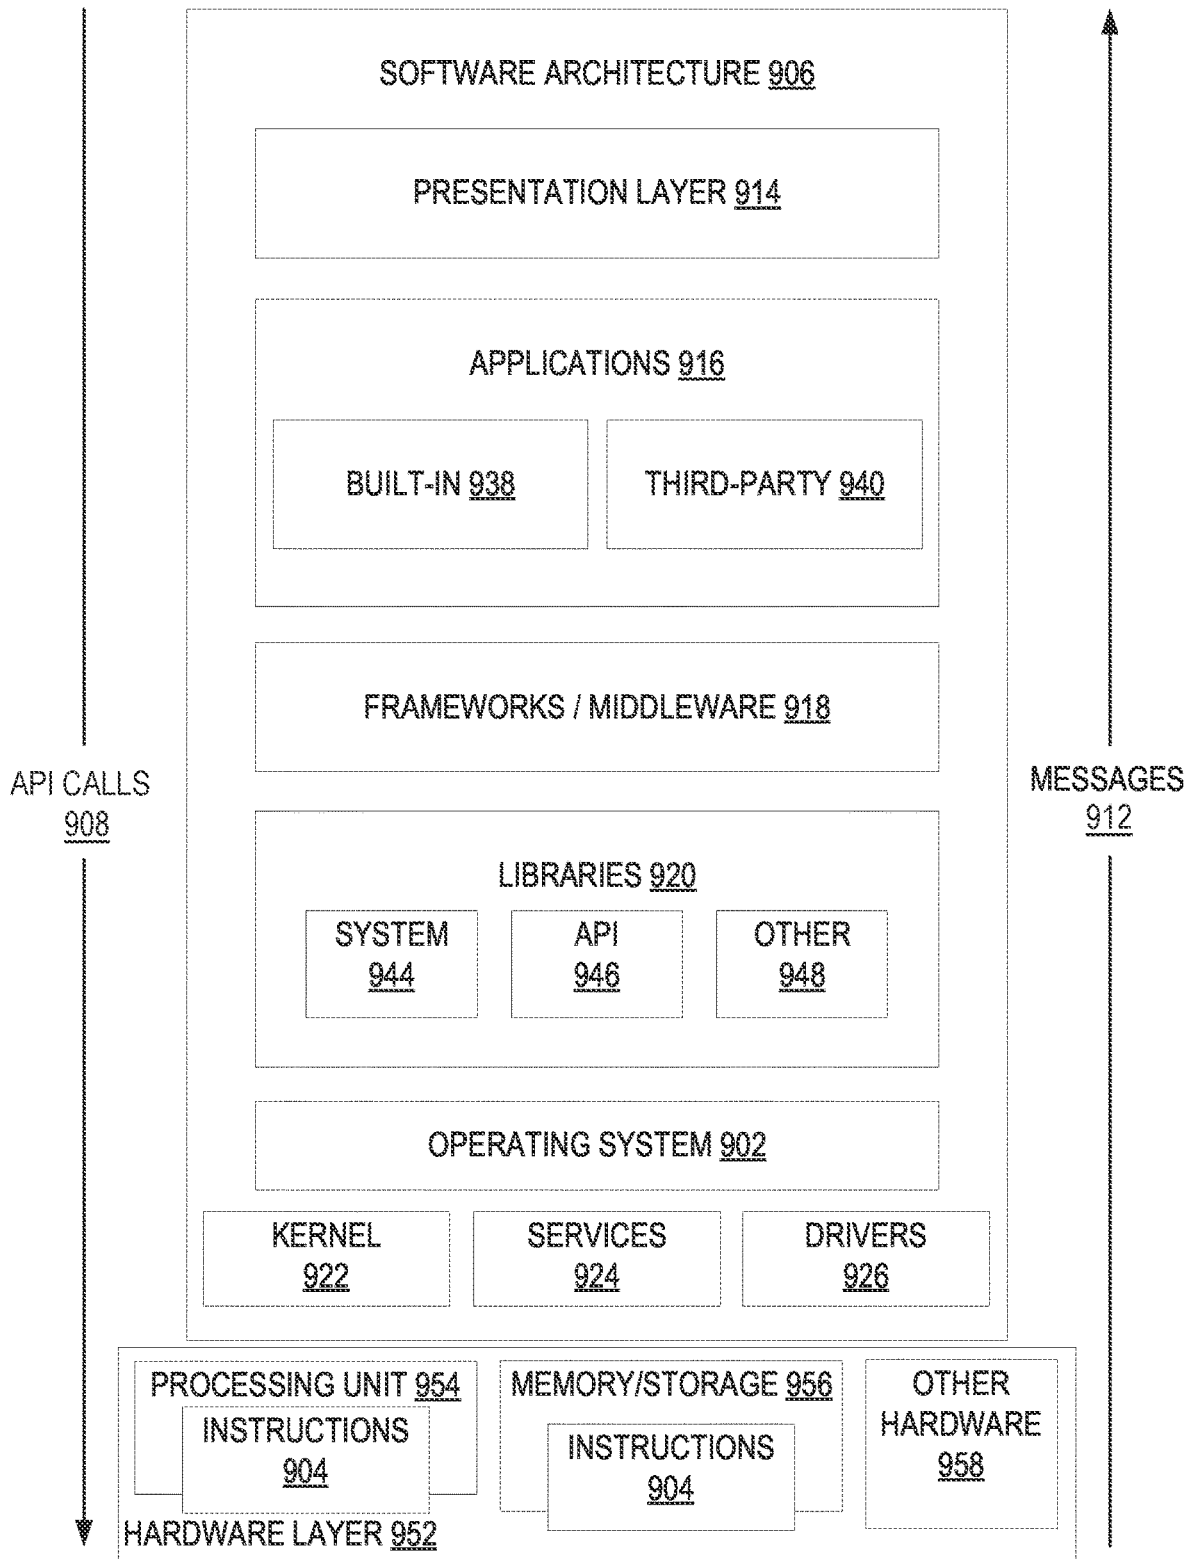 SOFTWARE ARCHITECTURE 906
PRESENTATION LAYER 914
APPLICATIONS 916
BUILT-IN 938
THIRD-PARTY 940
FRAMEWORKS / MIDDLEWARE 918
API CALLS
908
MESSAGES
912
LIBRARIES 920
SYSTEM
944
API
946
OTHER
948
OPERATING SYSTEM 902
KERNEL
922
SERVICES
924
DRIVERS
926
PROCESSING UNIT 954
INSTRUCTIONS
904
MEMORY/STORAGE 956
INSTRUCTIONS
904
OTHER
HARDWARE
958
HARDWARE LAYER 952